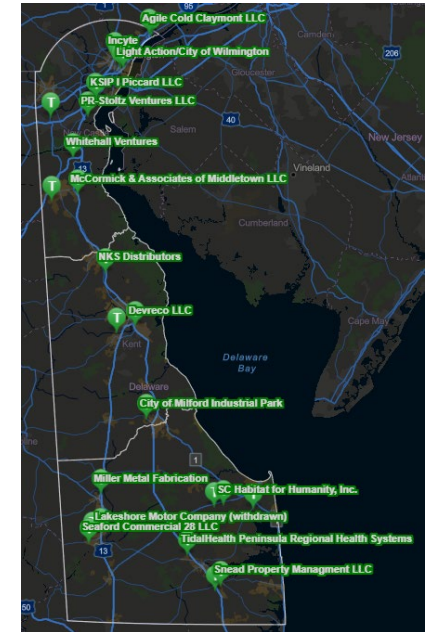 1
95
Agile Cold Claymont LLC
Camden
Incyte
Light Action/City of Wilmington
206
Gloucester
KSIP I Piccard LLC
T
PR-Stoltz Ventures LLC
40
Salem
New Jersey
Whitehall Ventures
13
Vineland
T
McCormick & Associates of Middletown LLC
Cumberland
NKS Distributors
Devreco LLC
T
Cape May
Kent
Delaware
Bay
Delaware
City of Milford Industrial Park
1
Miller Metal Fabrication
SC Habitat for Humanity, Inc.
Lakeshore Motor Company (withdrawn)
Seaford Commercial 28 LLC
TidalHealth Peninsula Regional Health Systems
13
Snead Property Managment LLC
50